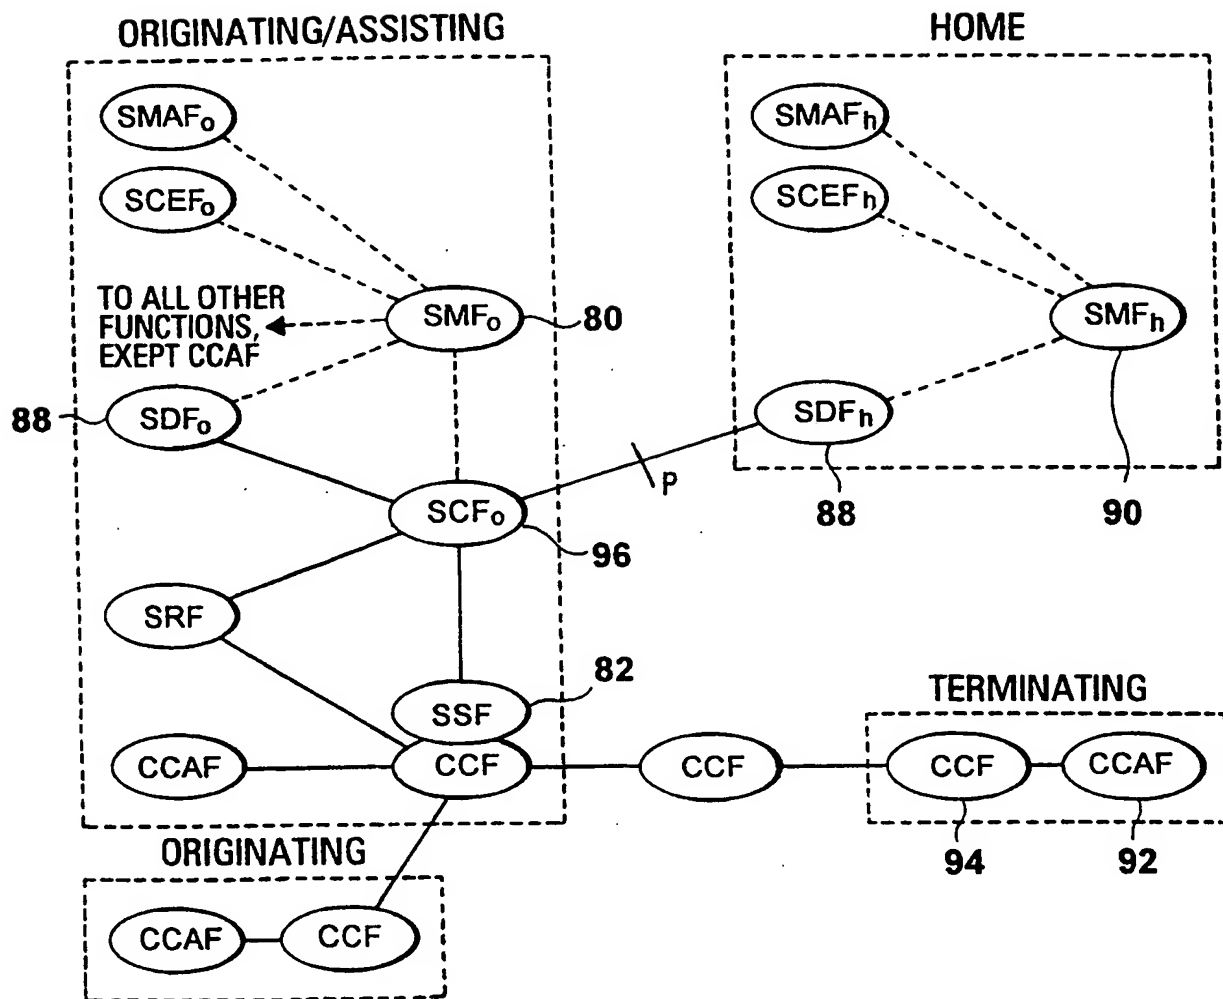 ORIGINATING/ASSISTING
SMAFo
SCEFo
TO ALL OTHER
FUNCTIONS,
EXEPT CCAF
SMFo
80
88
SDFo
SCFo
96
SRF
82
SSF
CCAF
CCF
HOME
SMAFh
SCEFh
SMFh
SDFh
P
88
90
CCF
TERMINATING
CCF
CCAF
94
92
ORIGINATING
CCAF
CCF